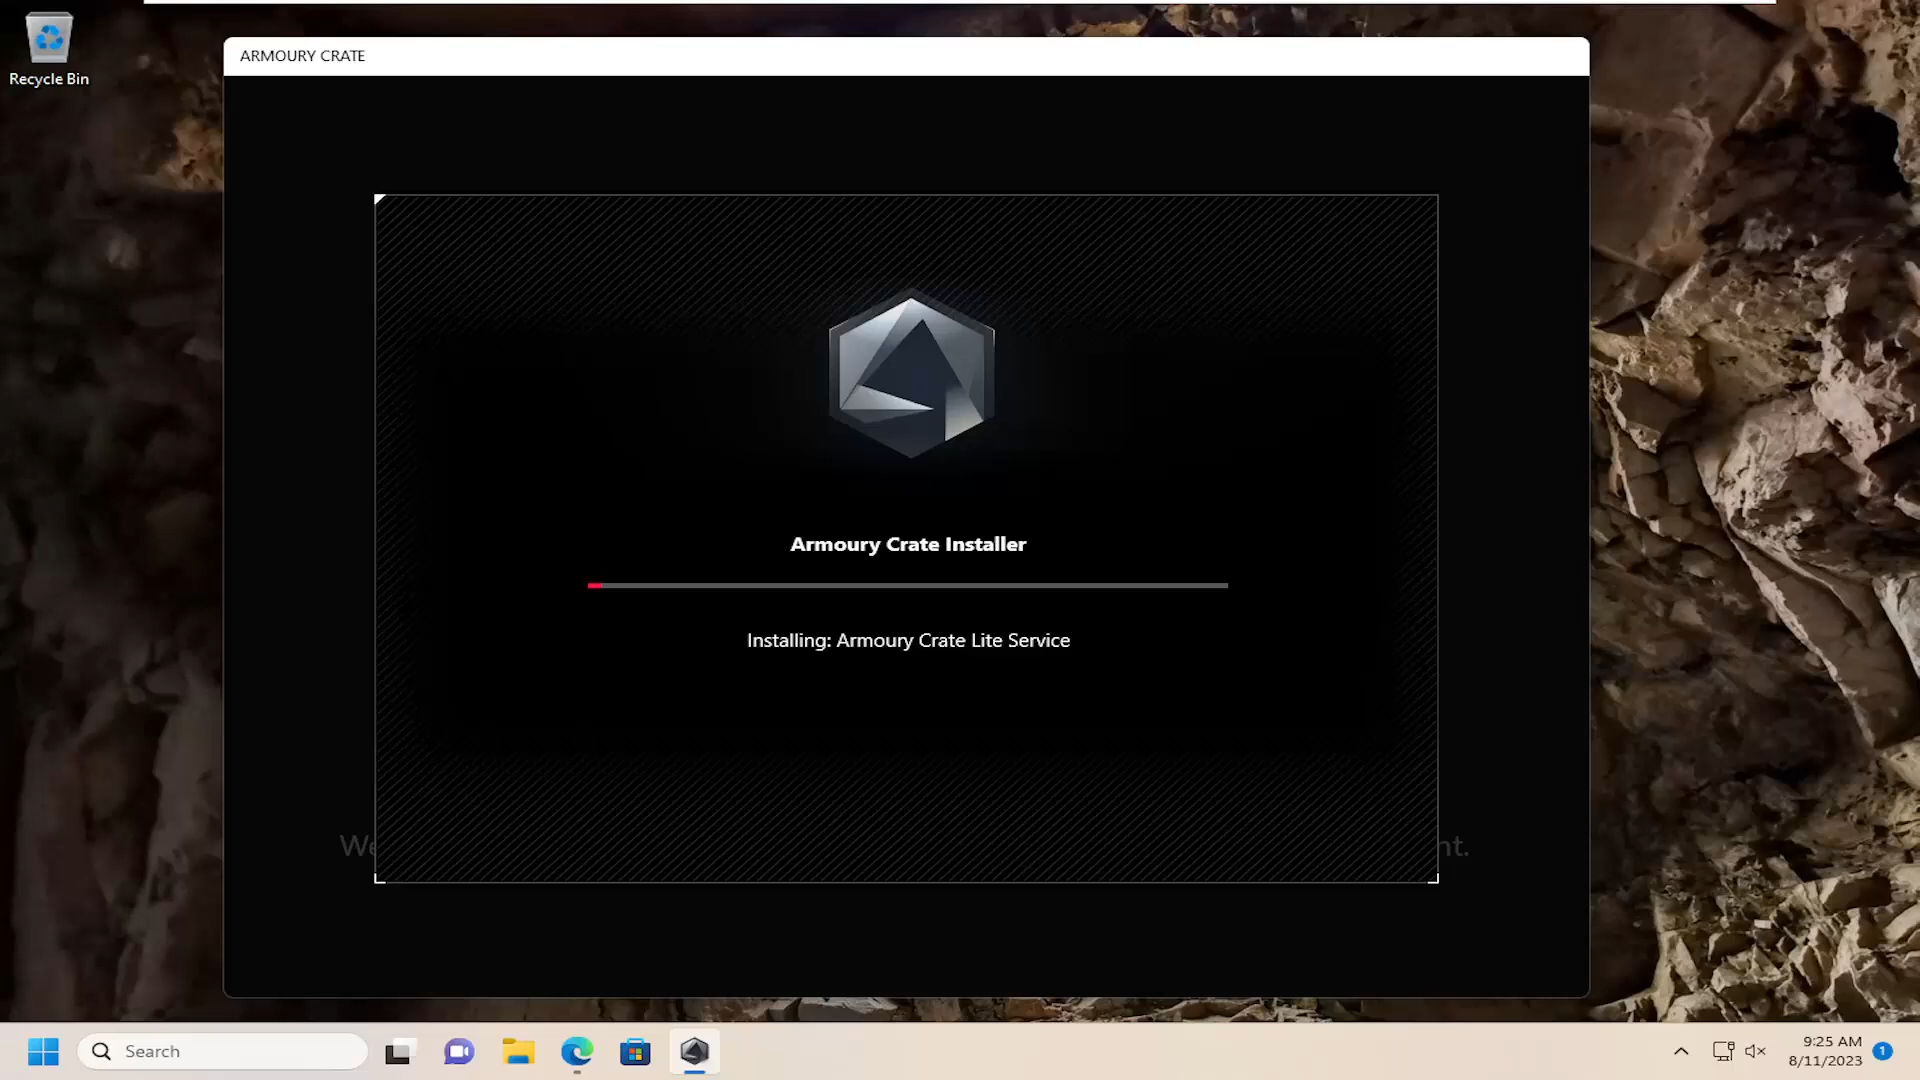 Recycle Bin
ARMOURY CRATE
Armoury Crate Installer
Installing: Armoury Crate Lite Service
Search
9:25 AM
8/11/2023
1